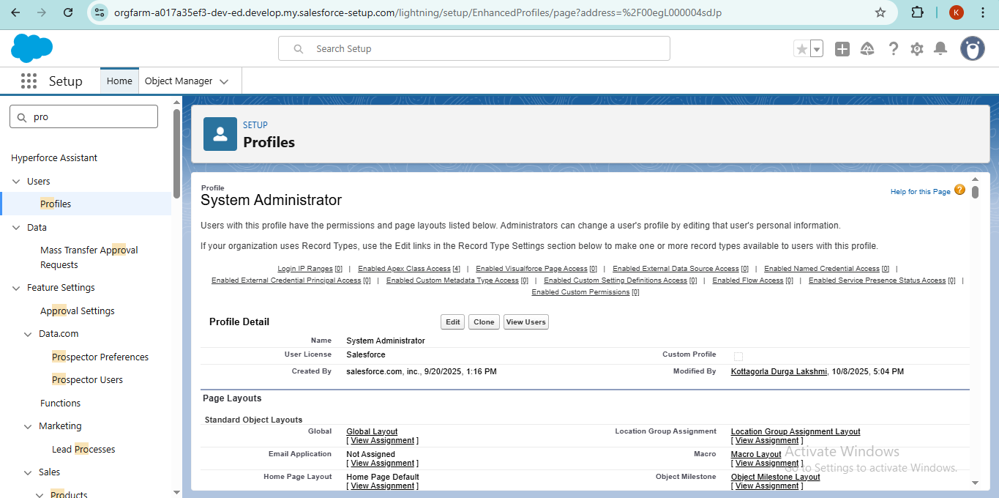 orgfarm-a017a35ef3-dev-ed.develop.my.salesforce-setup.com/lightning/setup/EnhancedProfiles/page?address=%2F00egL000004sdJp
K
Search Setup
Setup
Home
Object Manager
pro
Hyperforce Assistant
Users
Profiles
Data
Mass Transfer Approval
Requests
Feature Settings
Approval Settings
Data.com
Prospector Preferences
Prospector Users
Functions
Marketing
Lead Processes
Sales
Products
SETUP
Profiles
Profile
System Administrator
Help for this Page ?
Users with this profile have the permissions and page layouts listed below. Administrators can change a user's profile by editing that user's personal information.
If your organization uses Record Types, use the Edit links in the Record Type Settings section below to make one or more record types available to users with this profile.
Login IP Ranges [0] | Enabled Apex Class Access [4] | Enabled Visualforce Page Access [0] | Enabled External Data Source Access [0] | Enabled Named Credential Access [0] |
Enabled External Credential Principal Access [0] | Enabled Custom Metadata Type Access [0] | Enabled Custom Setting Definitions Access [0] | Enabled Flow Access [0] | Enabled Service Presence Status Access [0] |
Enabled Custom Permissions [0]
Profile Detail Edit Clone View Users
Name System Administrator
User License Salesforce Custom Profile
Created By salesforce.com, inc., 9/20/2025, 1:16 PM Modified By Kottagorla Durga Lakshmi, 10/8/2025, 5:04 PM
Page Layouts
Standard Object Layouts
Global Global Layout Location Group Assignment Location Group Assignment Layout
[ View Assignment ] [ View Assignment ]
Email Application Not Assigned Macro Macro Layout
[ View Assignment ] [ View Assignment ]
Home Page Layout Home Page Default Object Milestone Object Milestone Layout
[ View Assignment ] [ View Assignment ]
Activate Windows
Go to Settings to activate Windows.